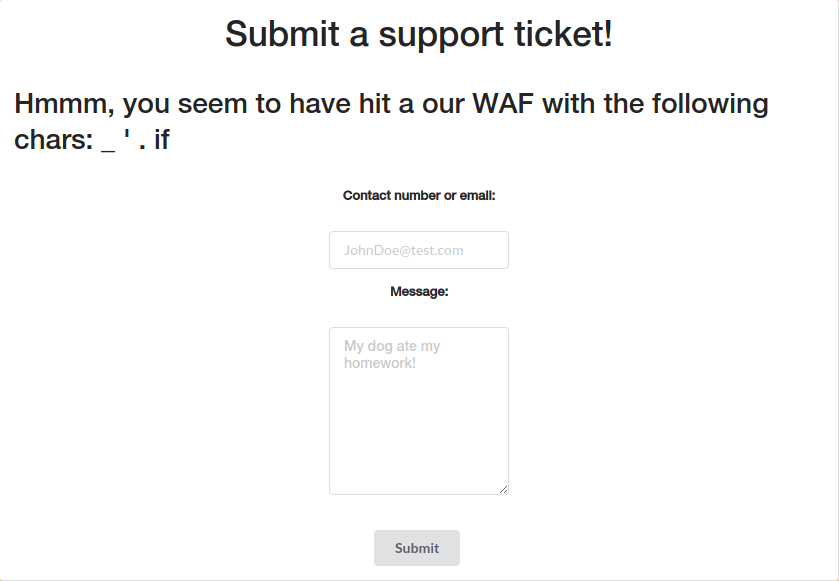 Submit a support ticket!
Hmmm, you seem to have hit a our WAF with the following
chars: _ ' . if
Contact number or email:
JohnDoe@test.com
Message:
My dog ate my
homework!
Submit